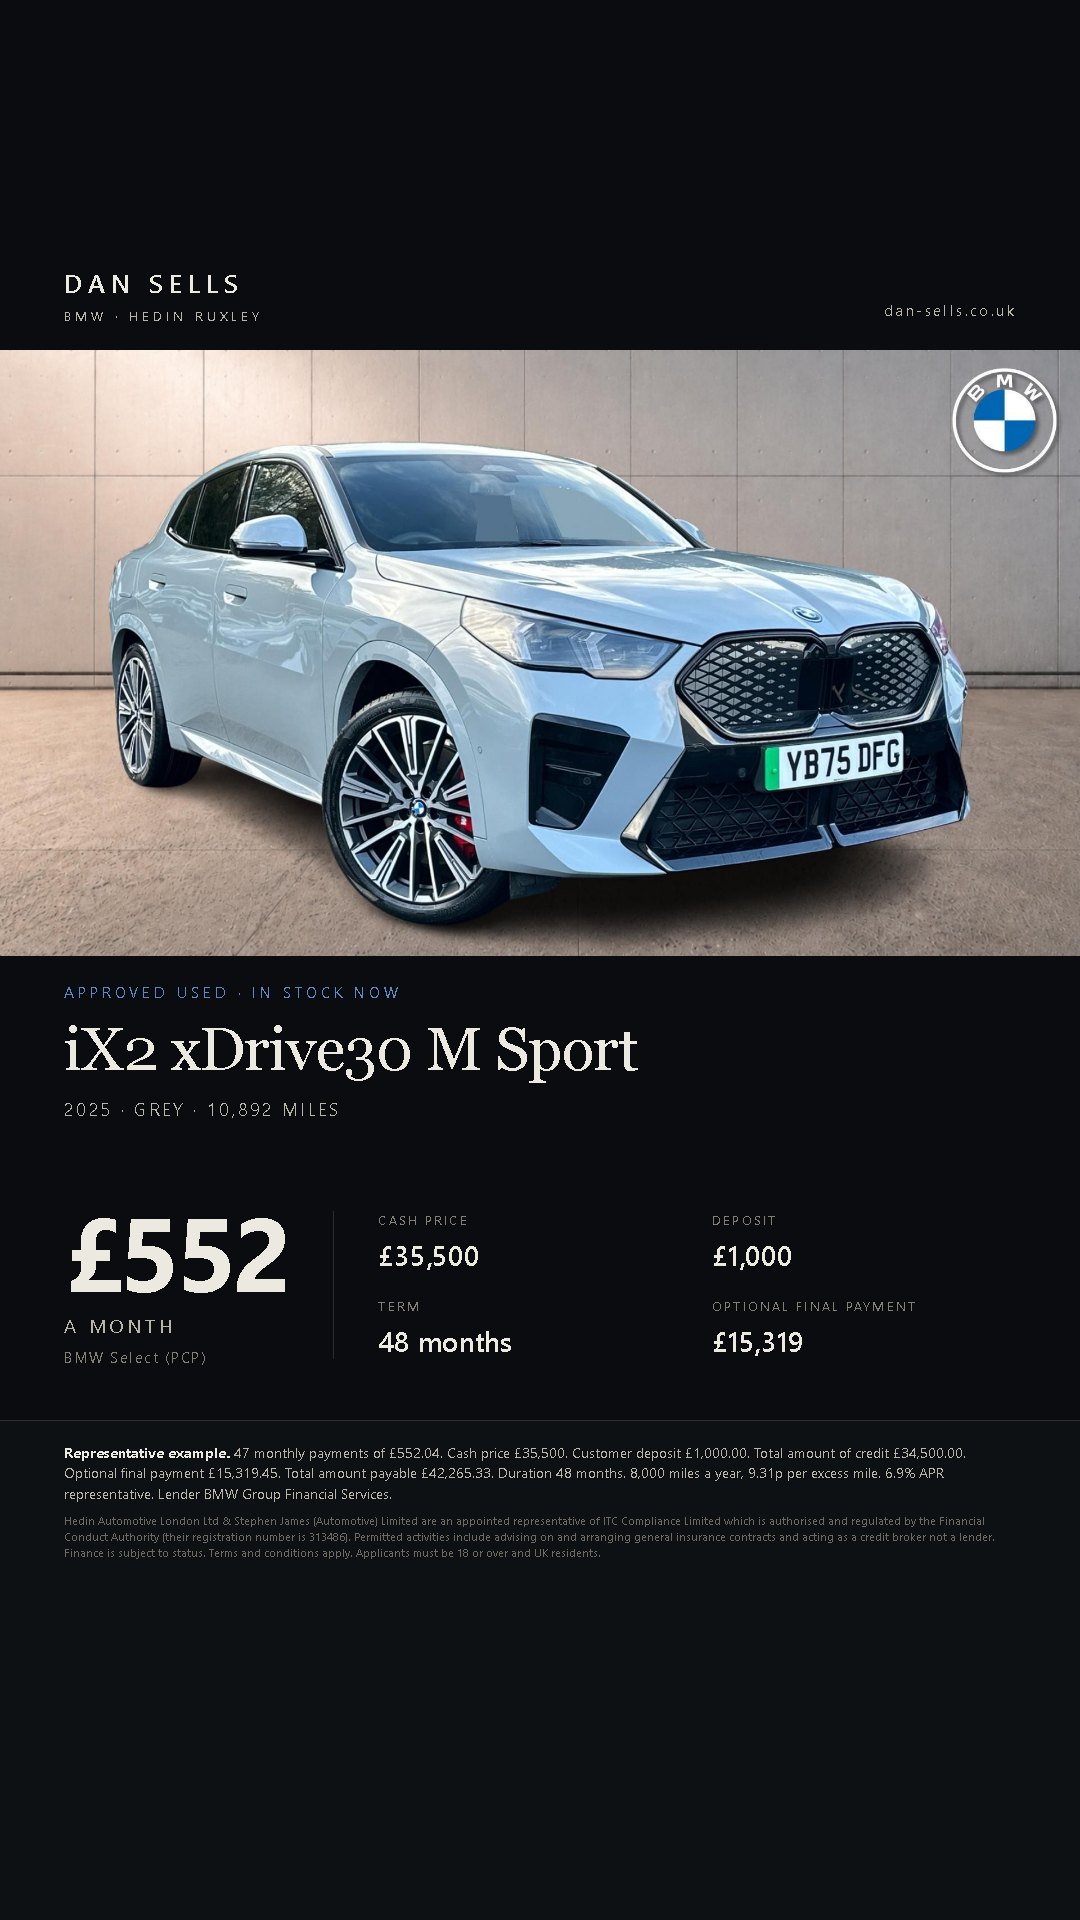 DAN SELLS
BMW · HEDIN RUXLEY
dan-sells.co.uk
BMW
YB75 DFG
APPROVED USED · IN STOCK NOW
iX2 xDrive30 M Sport
2025 · GREY · 10,892 MILES
£552
A MONTH
BMW Select (PCP)
CASH PRICE
£35,500
DEPOSIT
£1,000
TERM
48 months
OPTIONAL FINAL PAYMENT
£15,319
Representative example. 47 monthly payments of £552.04. Cash price £35,500. Customer deposit £1,000.00. Total amount of credit £34,500.00.
Optional final payment £15,319.45. Total amount payable £42,265.33. Duration 48 months. 8,000 miles a year, 9.31p per excess mile. 6.9% APR
representative. Lender BMW Group Financial Services.
Hedin Automotive London Ltd & Stephen James (Automotive) Limited are an appointed representative of ITC Compliance Limited which is authorised and regulated by the Financial
Conduct Authority (their registration number is 313486). Permitted activities include advising on and arranging general insurance contracts and acting as a credit broker not a lender.
Finance is subject to status. Terms and conditions apply. Applicants must be 18 or over and UK residents.